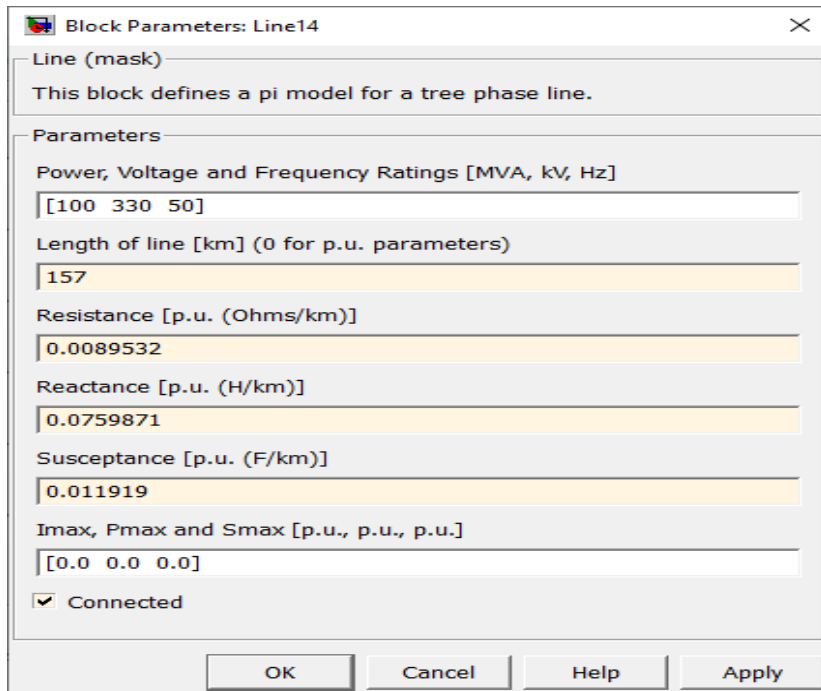 Block Parameters: Line14
Line (mask)
This block defines a pi model for a tree phase line.
Parameters
Power, Voltage and Frequency Ratings [MVA, kV, Hz]
[100 330 50]
Length of line [km] (0 for p.u. parameters)
157
Resistance [p.u. (Ohms/km)]
0.0089532
Reactance [p.u. (H/km)]
0.0759871
Susceptance [p.u. (F/km)]
0.011919
Imax, Pmax and Smax [p.u., p.u., p.u.]
[0.0 0.0 0.0]
Connected
OK Cancel Help Apply